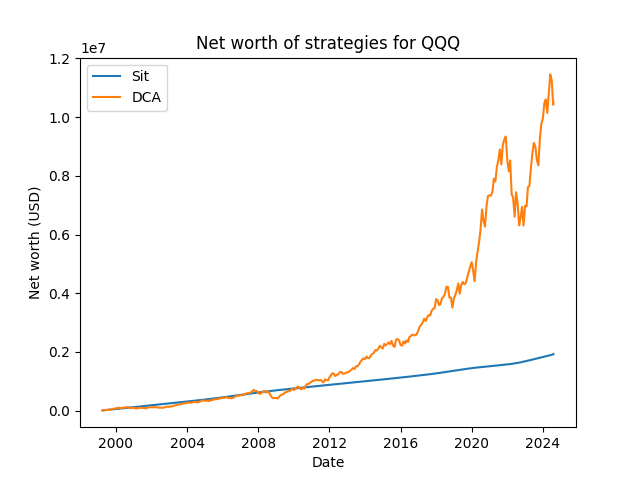 Net worth of strategies for QQQ
1e7
1.2
1.0
0.8
0.6
0.4
0.2
0.0
Sit
DCA
Net worth (USD)
2000 2004 2008 2012 2016 2020 2024
Date